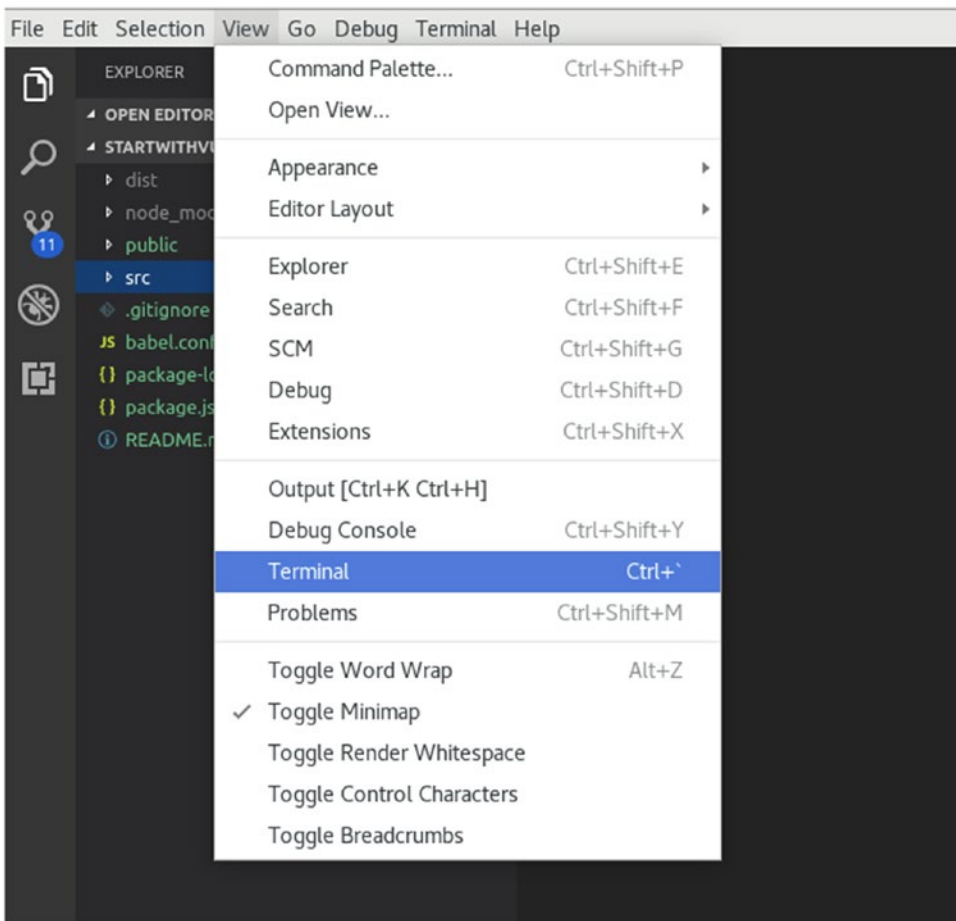 File Edit Selection View Go Debug Terminal Help
EXPLORER
OPEN EDITOR
STARTWITHVU
dist
node_mod
public
src
.gitignore
JS babel.conf
{} package-lo
{} package.js
README.m
11
Command Palette... Ctrl+Shift+P
Open View...
Appearance
Editor Layout
Explorer Ctrl+Shift+E
Search Ctrl+Shift+F
SCM Ctrl+Shift+G
Debug Ctrl+Shift+D
Extensions Ctrl+Shift+X
Output [Ctrl+K Ctrl+H]
Debug Console Ctrl+Shift+Y
Terminal Ctrl+`
Problems Ctrl+Shift+M
Toggle Word Wrap Alt+Z
Toggle Minimap
Toggle Render Whitespace
Toggle Control Characters
Toggle Breadcrumbs